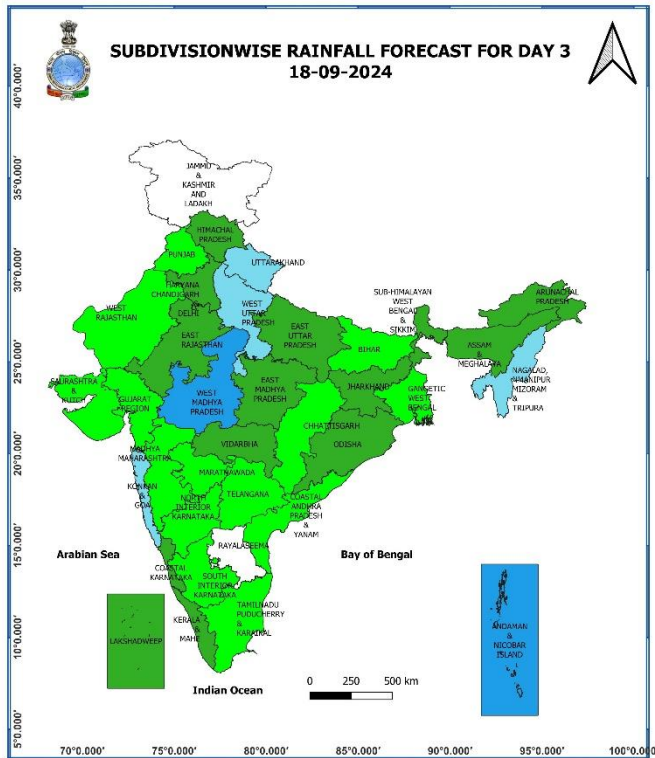 SUBDIVISIONWISE RAINFALL FORECAST FOR DAY 3
18-09-2024
40°0.000'
35°0.000'
30°0.000'
25°0.000'
20°0.000'
15°0.000'
10°0.000'
5°0.000'
JAMMU
&
KASHMIR
AND
LADAKH
HIMACHAL
PRADESH
PUNJAB
UTTARAKHAND
HARYANA
CHANDIGARH
&
DELHI
WEST
UTTAR
PRADESH
WEST
RAJASTHAN
EAST
RAJASTHAN
EAST
UTTAR
PRADESH
SUB-HIMALAYAN
WEST
BENGAL
&
SIKKIM
ARUNACHAL
PRADESH
BIHAR
ASSAM
&
MEGHALAYA
NAGALAD,
MANIPUR
MIZORAM
&
TRIPURA
SAURASHTRA
&
KUTCH
GUJARAT
REGION
WEST
MADHYA
PRADESH
EAST
MADHYA
PRADESH
JHARKHAND
GANGETIC
WEST
BENGAL
CHHATTISGARH
VIDARBHA
ODISHA
MADHYA
MAHARASHTRA
MARATHAWADA
KONKAN
&
GOA
NORTH
INTERIOR
KARNATAKA
TELANGANA
COASTAL
ANDHRA
PRADESH
&
YANAM
RAYALASEEMA
Arabian Sea
Bay of Bengal
COASTAL
KARNATAKA
SOUTH
INTERIOR
KARNATAKA
TAMILNADU
PUDUCHERRY
&
KARAIKAL
KERALA
&
MAHE
LAKSHADWEEP
ANDAMAN
&
NICOBAR
ISLAND
Indian Ocean
0 250 500 km
70°0.000' 75°0.000' 80°0.000' 85°0.000' 90°0.000' 95°0.000'